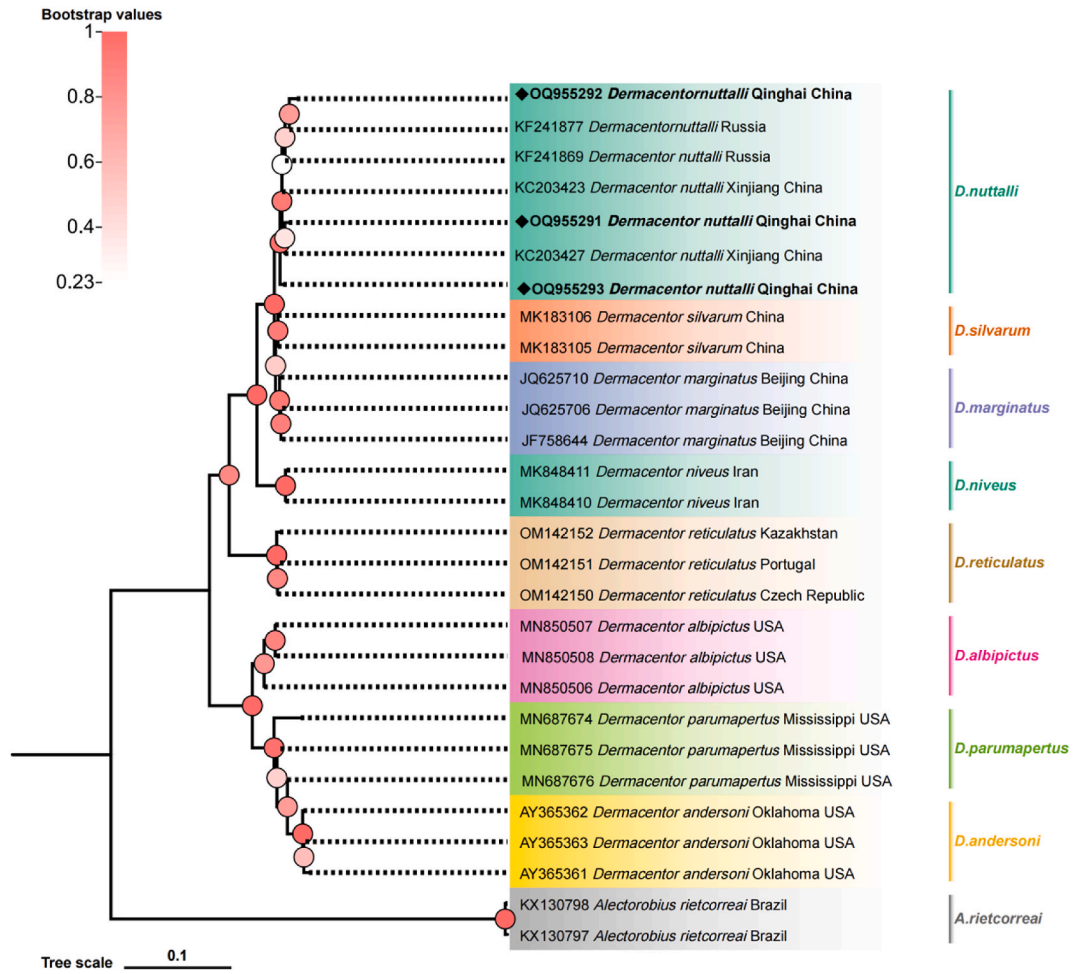 Bootstrap values
1
0.8
0.6
0.4
0.23
◆OQ955292 Dermacentornuttalli Qinghai China
KF241877 Dermacentornuttalli Russia
KF241869 Dermacentor nuttalli Russia
KC203423 Dermacentor nuttalli Xinjiang China
◆OQ955291 Dermacentor nuttalli Qinghai China
KC203427 Dermacentor nuttalli Xinjiang China
◆OQ955293 Dermacentor nuttalli Qinghai China
D.nuttalli
MK183106 Dermacentor silvarum China
MK183105 Dermacentor silvarum China
D.silvarum
JQ625710 Dermacentor marginatus Beijing China
JQ625706 Dermacentor marginatus Beijing China
JF758644 Dermacentor marginatus Beijing China
D.marginatus
MK848411 Dermacentor niveus Iran
MK848410 Dermacentor niveus Iran
D.niveus
OM142152 Dermacentor reticulatus Kazakhstan
OM142151 Dermacentor reticulatus Portugal
OM142150 Dermacentor reticulatus Czech Republic
D.reticulatus
MN850507 Dermacentor albipictus USA
MN850508 Dermacentor albipictus USA
MN850506 Dermacentor albipictus USA
D.albipictus
MN687674 Dermacentor parumapertus Mississippi USA
MN687675 Dermacentor parumapertus Mississippi USA
MN687676 Dermacentor parumapertus Mississippi USA
D.parumapertus
AY365362 Dermacentor andersoni Oklahoma USA
AY365363 Dermacentor andersoni Oklahoma USA
AY365361 Dermacentor andersoni Oklahoma USA
D.andersoni
KX130798 Alectorobius rietcorreai Brazil
KX130797 Alectorobius rietcorreai Brazil
A.rietcorreai
Tree scale 0.1